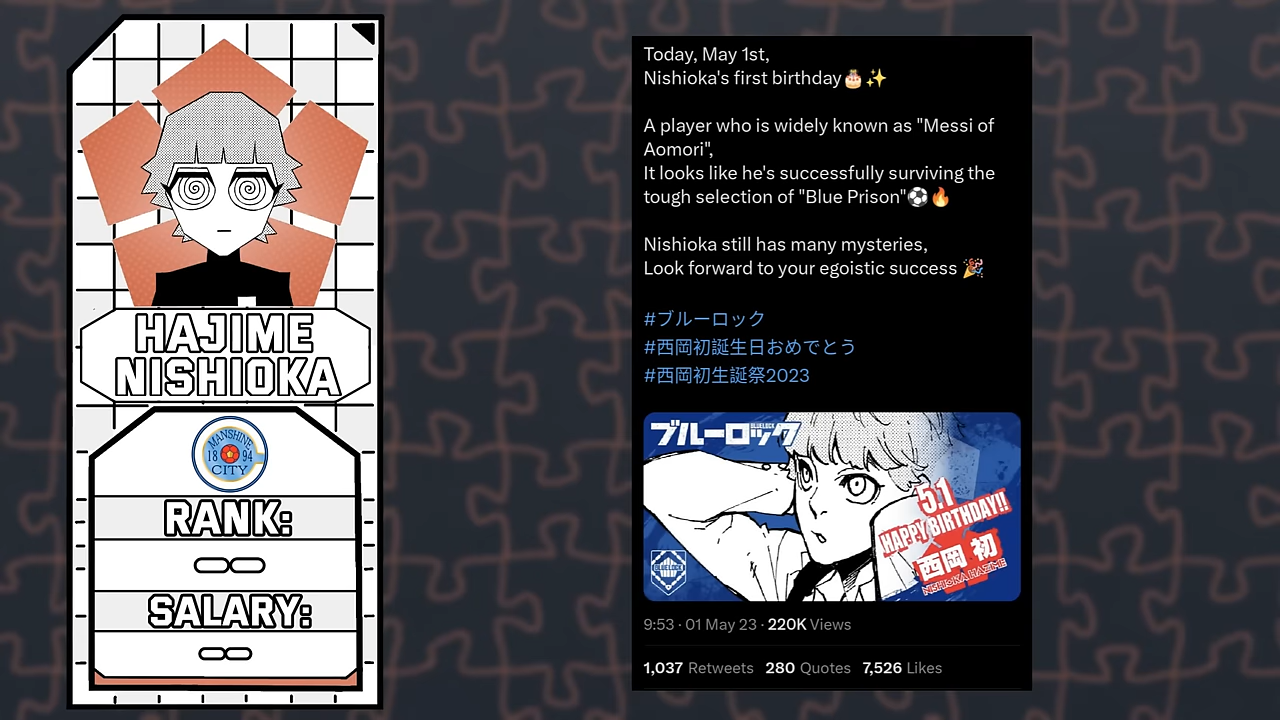 HAJIME
NISHIOKA
MANSHINE
18 94
CITY
RANK:
SALARY:
Today, May 1st,
Nishioka's first birthday🎂✨
A player who is widely known as "Messi of
Aomori",
It looks like he's successfully surviving the
tough selection of "Blue Prison"⚽🔥
Nishioka still has many mysteries,
Look forward to your egoistic success 🎉
#ブルーロック
#西岡初誕生日おめでとう
#西岡初生誕祭2023
ブルーロック
BLUELOCK
5.1
HAPPY BIRTHDAY!!
西岡 初
NISHIOKA HAJIME
BLUELOCK
9:53 · 01 May 23 · 220K Views
1,037 Retweets 280 Quotes 7,526 Likes